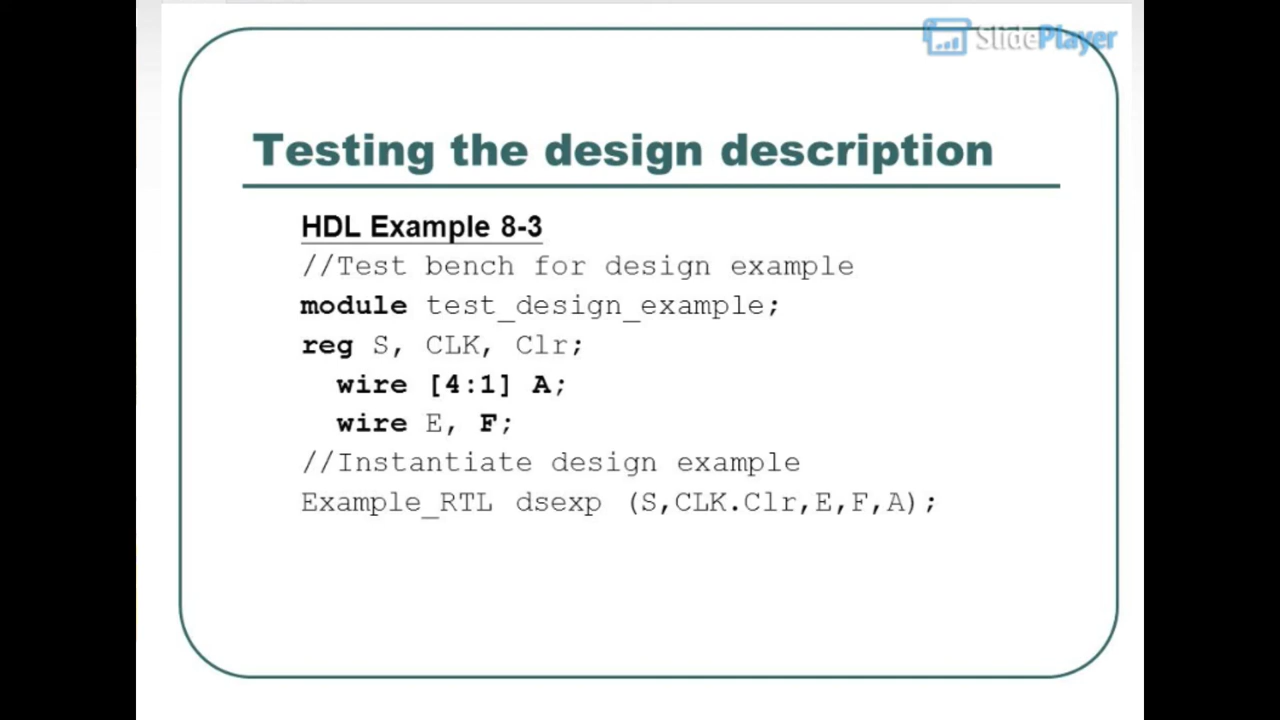 SlidePlayer
Testing the design description
HDL Example 8-3
//Test bench for design example
module test_design_example;
reg S, CLK, Clr;
wire [4:1] A;
wire E, F;
//Instantiate design example
Example_RTL dsexp (S,CLK.Clr,E,F,A);